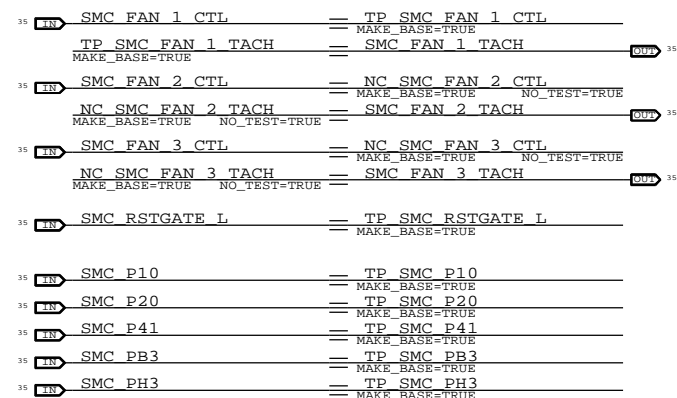 35 IN SMC_FAN_1_CTL TP_SMC_FAN_1_CTL
MAKE_BASE=TRUE
TP_SMC_FAN_1_TACH SMC_FAN_1_TACH OUT 35
MAKE_BASE=TRUE
35 IN SMC_FAN_2_CTL NC_SMC_FAN_2_CTL
MAKE_BASE=TRUE NO_TEST=TRUE
NC_SMC_FAN_2_TACH SMC_FAN_2_TACH OUT 35
MAKE_BASE=TRUE NO_TEST=TRUE
35 IN SMC_FAN_3_CTL NC_SMC_FAN_3_CTL
MAKE_BASE=TRUE NO_TEST=TRUE
NC_SMC_FAN_3_TACH SMC_FAN_3_TACH OUT 35
MAKE_BASE=TRUE NO_TEST=TRUE
35 IN SMC_RSTGATE_L TP_SMC_RSTGATE_L
MAKE_BASE=TRUE
35 IN SMC_P10 TP_SMC_P10
MAKE_BASE=TRUE
35 IN SMC_P20 TP_SMC_P20
MAKE_BASE=TRUE
35 IN SMC_P41 TP_SMC_P41
MAKE_BASE=TRUE
35 IN SMC_PB3 TP_SMC_PB3
MAKE_BASE=TRUE
35 IN SMC_PH3 TP_SMC_PH3
MAKE_BASE=TRUE